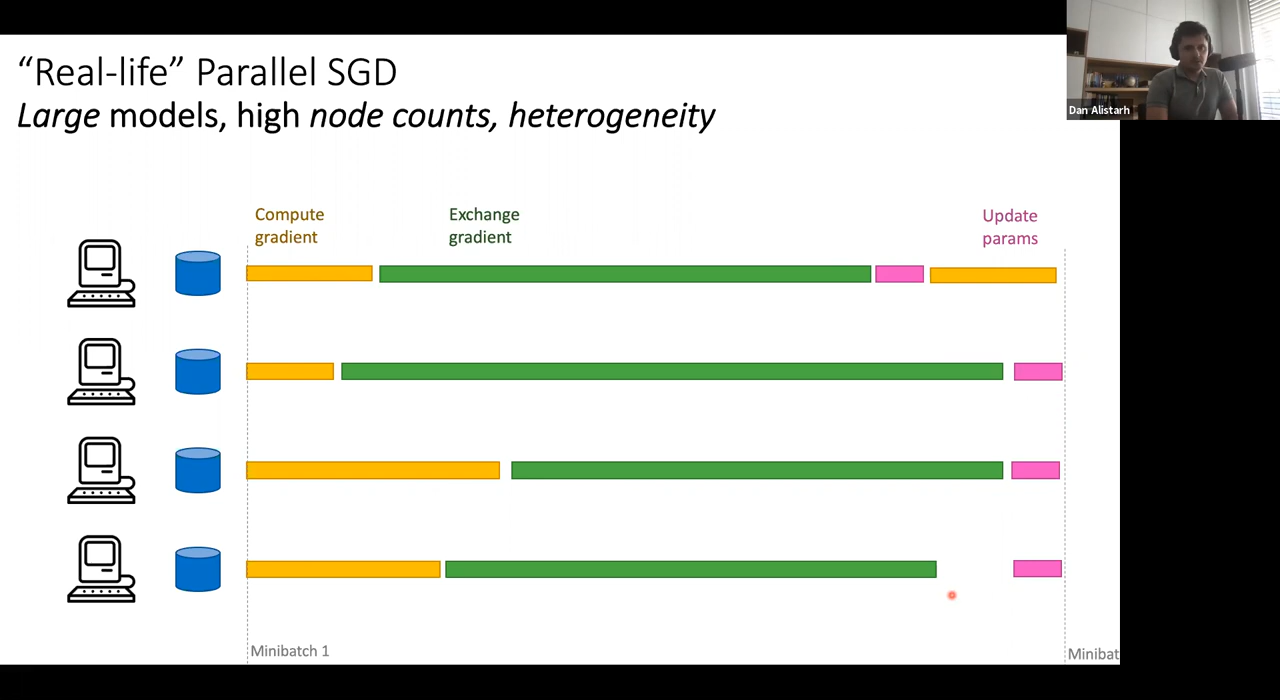 “Real-life” Parallel SGD
Large models, high node counts, heterogeneity
Dan Alistarh
Compute
gradient
Exchange
gradient
Update
params
Minibatch 1
Minibat